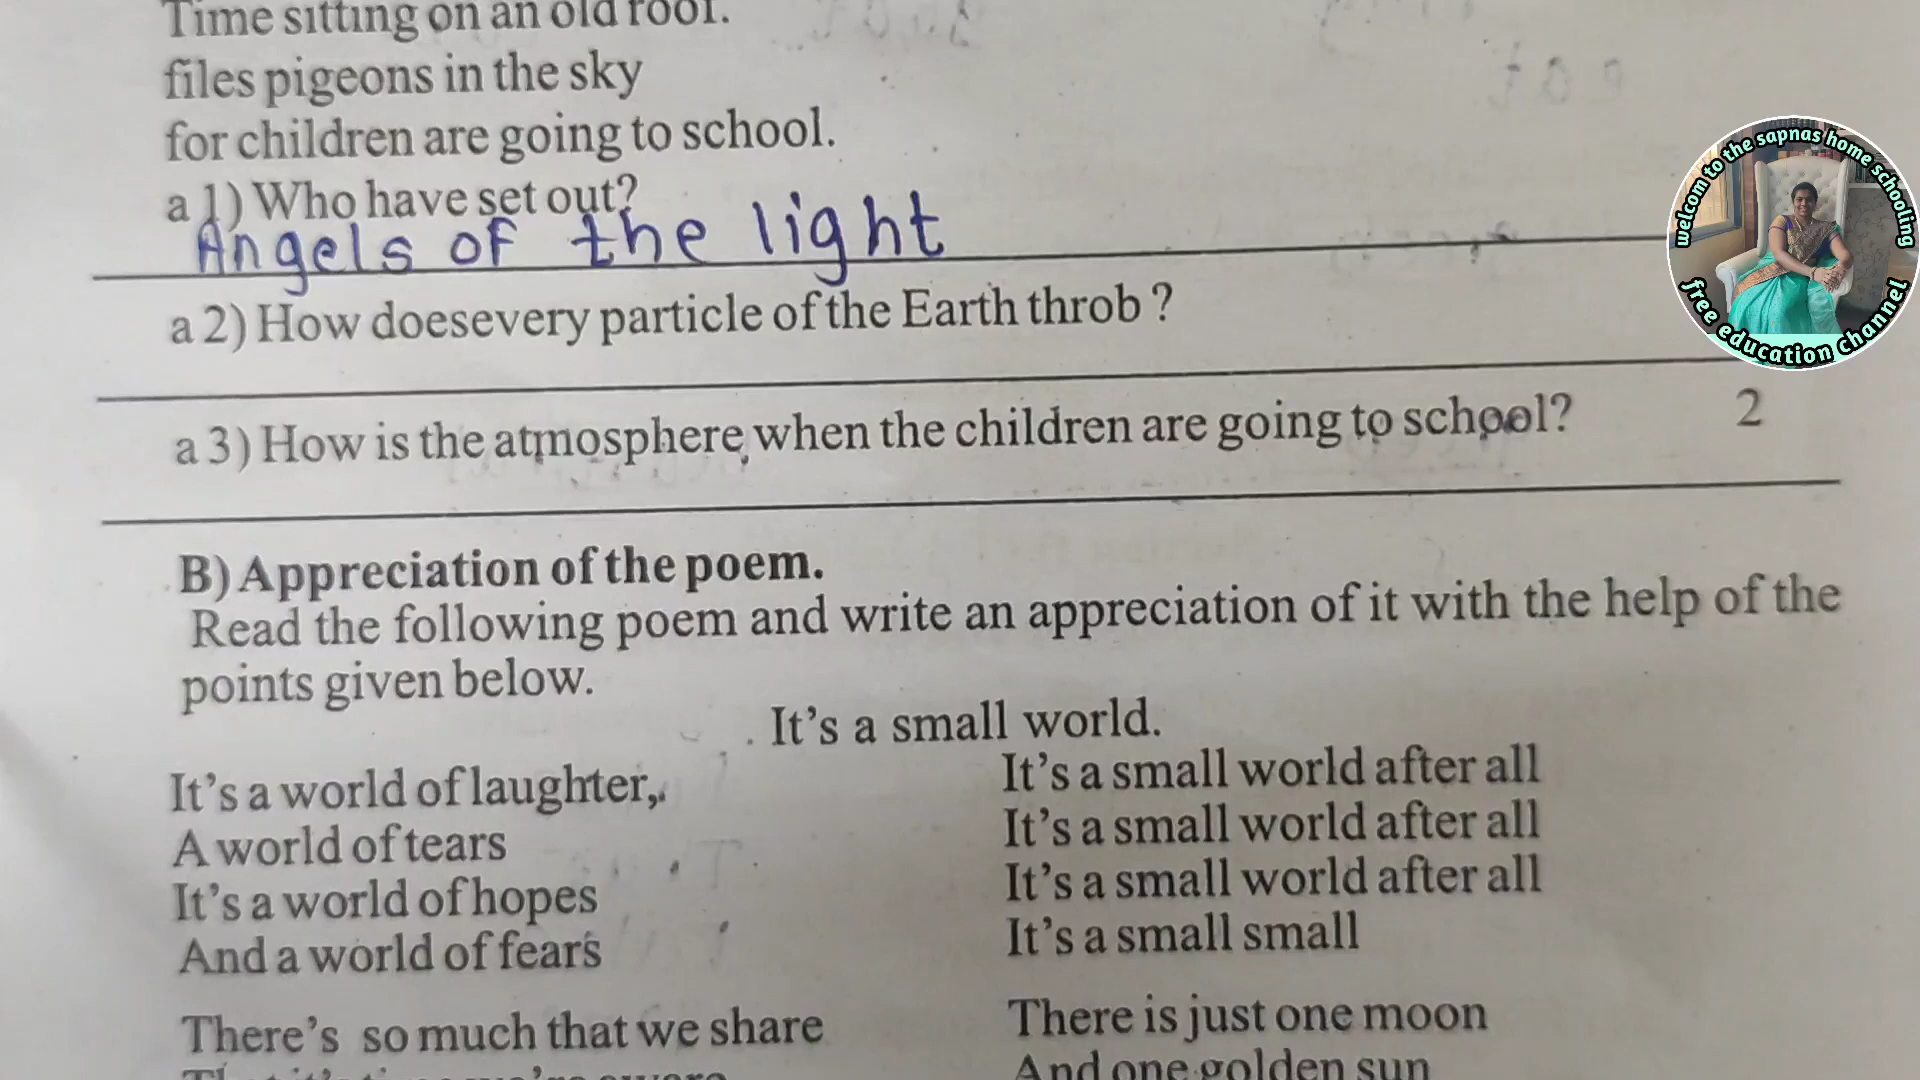 Time sitting on an old roof.
files pigeons in the sky
for children are going to school.
a 1) Who have set out?
Angels of the light
a 2) How doesevery particle of the Earth throb ?
a 3) How is the atmosphere when the children are going to school? 2
B) Appreciation of the poem.
Read the following poem and write an appreciation of it with the help of the
points given below.
It's a small world.
It's a world of laughter,
A world of tears
It's a world of hopes
And a world of fears
There's so much that we share
It's a small world after all
It's a small world after all
It's a small world after all
It's a small small
There is just one moon
And one golden sun
welcom to the sapnas home schooling
free education channel